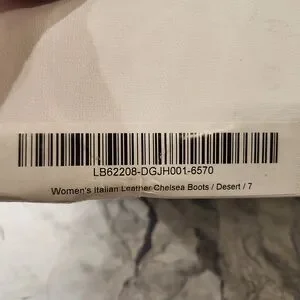 LB62208-DGJH001-6570
Women's Italian Leather Chelsea Boots / Desert / 7